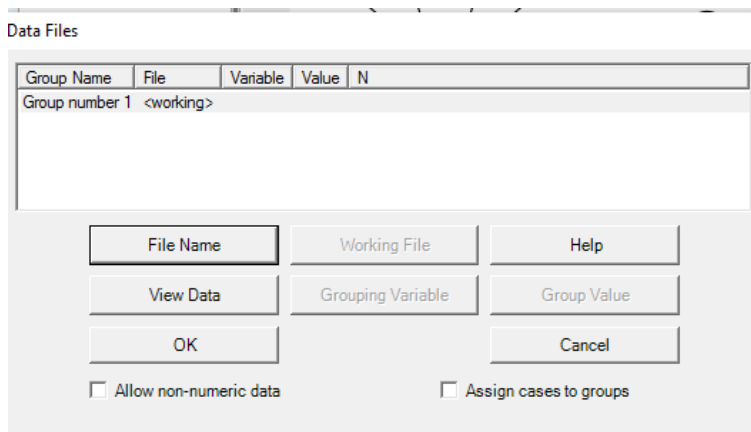 Data Files
Group Name File Variable Value N
Group number 1 <working>
File Name Working File Help
View Data Grouping Variable Group Value
OK Cancel
Allow non-numeric data Assign cases to groups